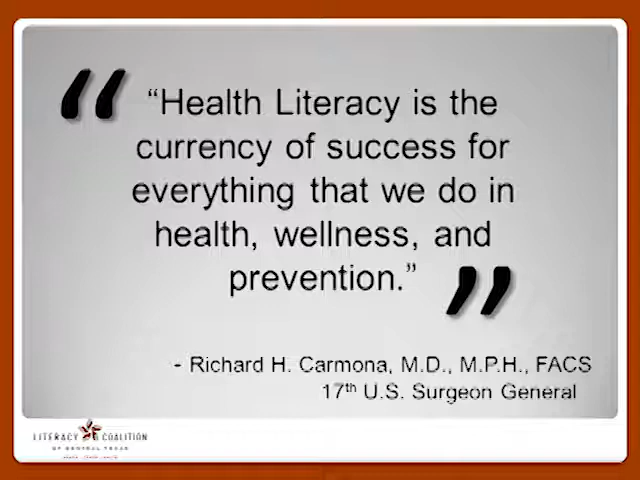 “Health Literacy is the
currency of success for
everything that we do in
health, wellness, and
prevention.”
- Richard H. Carmona, M.D., M.P.H., FACS
17th U.S. Surgeon General
LITERACY COALITION
OF CENTRAL TEXAS